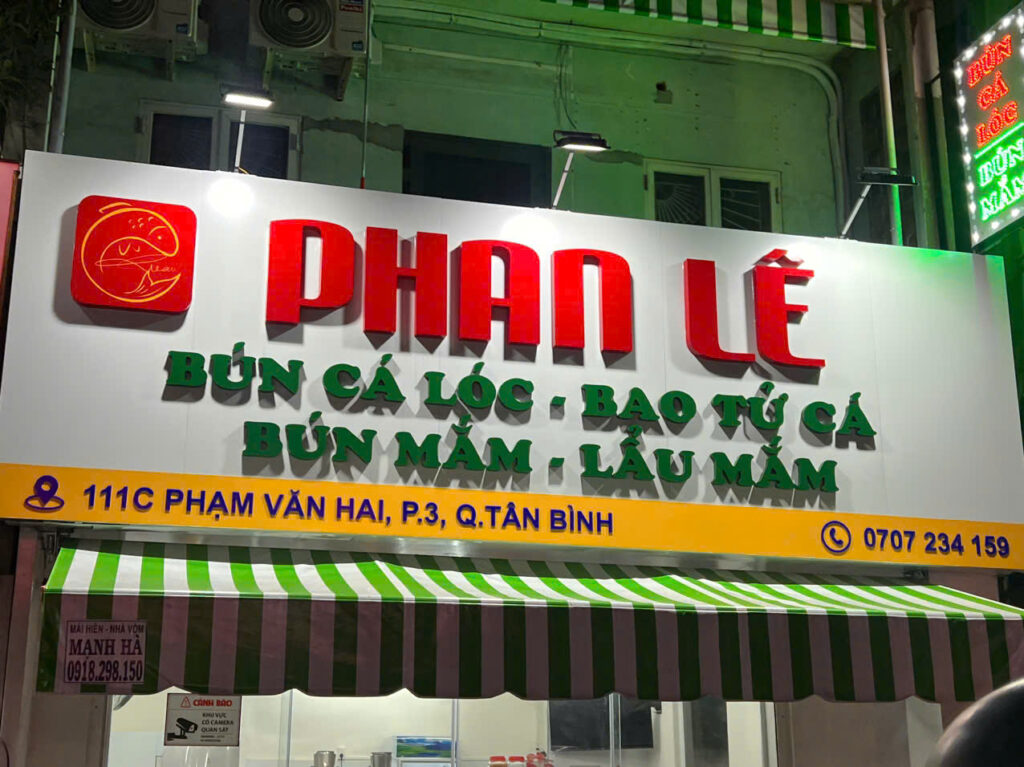 PHAN LÊ
BÚN CÁ LÓC - BAO TỬ CÁ
BÚN MẮM - LẨU MẮM
111C PHẠM VĂN HAI, P.3, Q.TÂN BÌNH
0707 234 159
BÚN
CÁ
LÓC
BÚN
MẮM
MÁI HIÊN - NHÀ VÒM
MẠNH HÀ
0918.298.150
CẢNH BÁO
KHU VỰC
CÓ CAMERA
QUAN SÁT